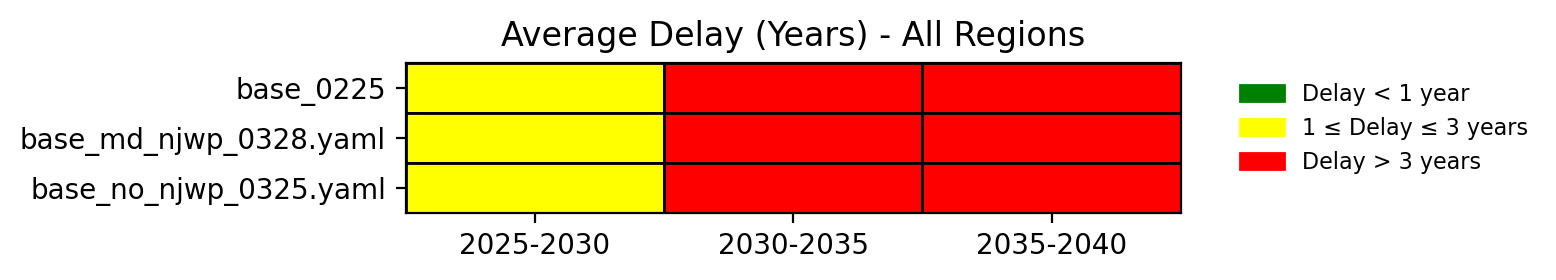 Average Delay (Years) - All Regions
base_0225
base_md_njwp_0328.yaml
base_no_njwp_0325.yaml
2025-2030
2030-2035
2035-2040
Delay < 1 year
1 ≤ Delay ≤ 3 years
Delay > 3 years